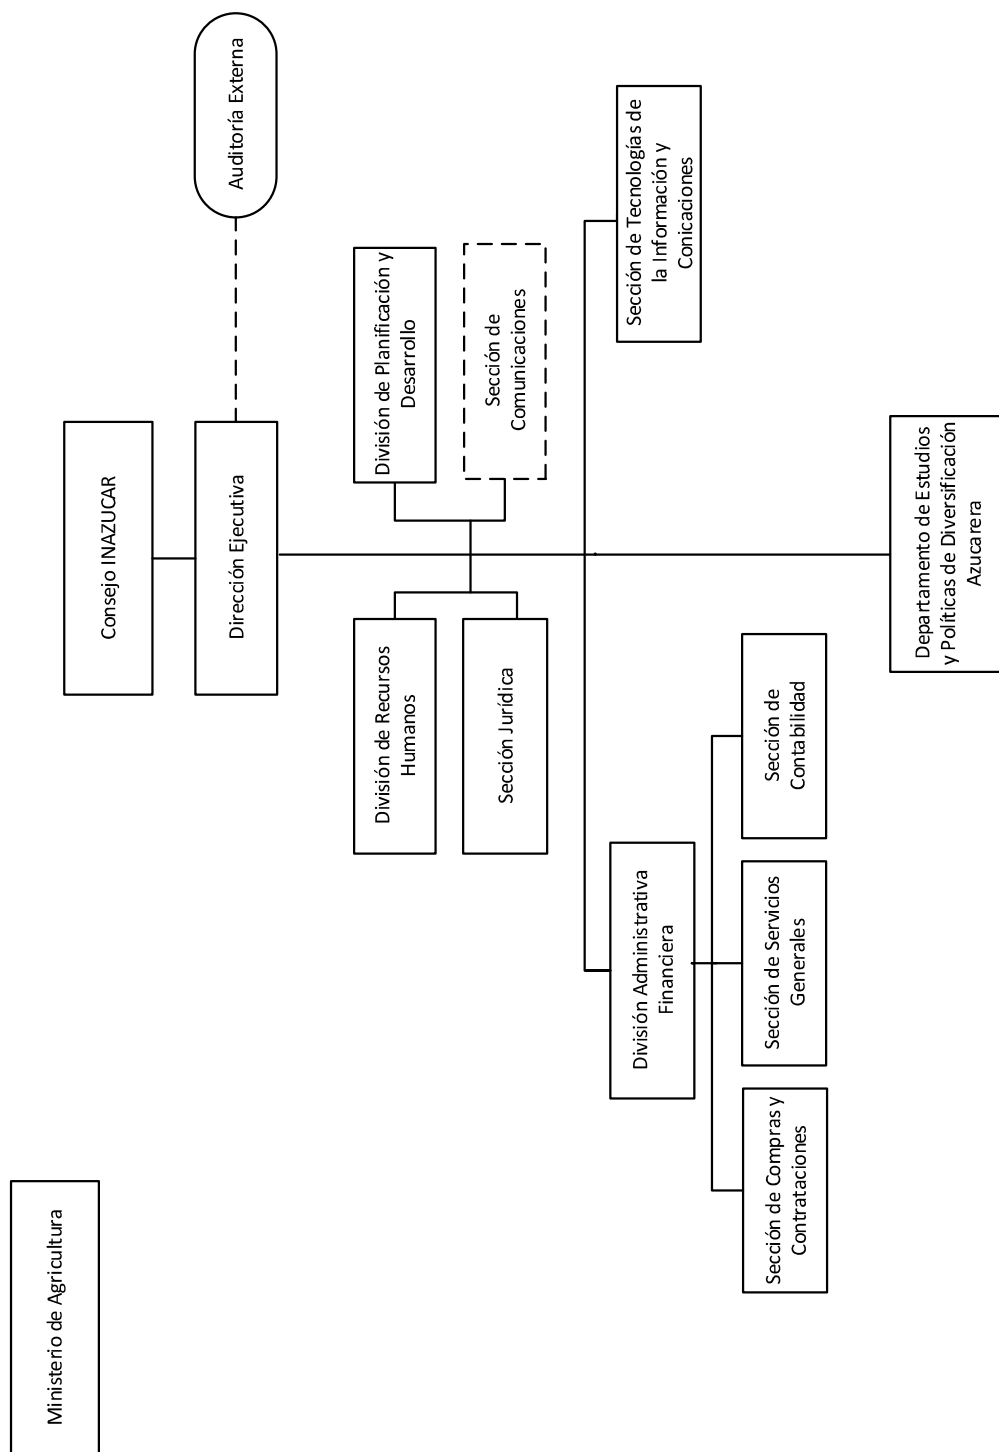 Ministerio de Agricultura
Consejo INAZUCAR
Dirección Ejecutiva
Auditoría Externa
División de Recursos
Humanos
División de Planificación y
Desarrollo
Sección Jurídica
Sección de
Comunicaciones
División Administrativa
Financiera
Sección de Tecnologías de
la Información y
Conicaciones
Sección de Compras y
Contrataciones
Sección de Servicios
Generales
Sección de
Contabilidad
Departamento de Estudios
y Políticas de Diversificación
Azucarera